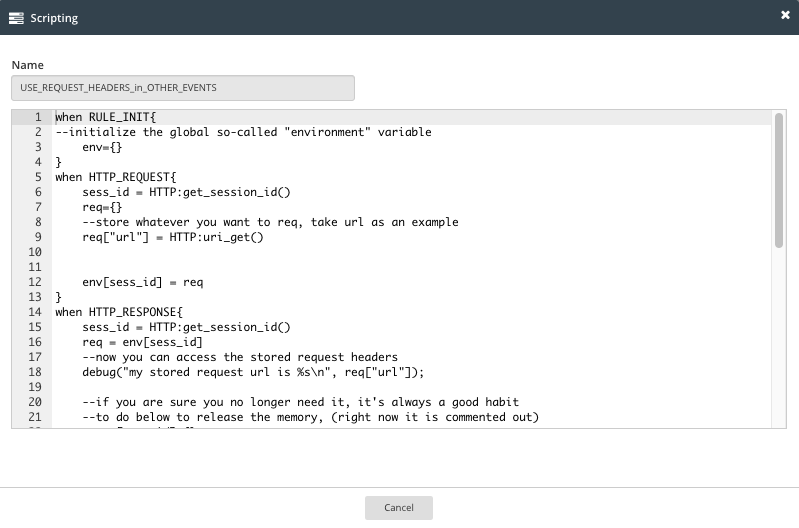 Scripting
Name
USE_REQUEST_HEADERS_in_OTHER_EVENTS
1 when RULE_INIT{
2 --initialize the global so-called "environment" variable
3 env={}
4 }
5 when HTTP_REQUEST{
6 sess_id = HTTP:get_session_id()
7 req={}
8 --store whatever you want to req, take url as an example
9 req["url"] = HTTP:uri_get()
10
11
12 env[sess_id] = req
13 }
14 when HTTP_RESPONSE{
15 sess_id = HTTP:get_session_id()
16 req = env[sess_id]
17 --now you can access the stored request headers
18 debug("my stored request url is %s\n", req["url"]);
19
20 --if you are sure you no longer need it, it's always a good habit
21 --to do below to release the memory, (right now it is commented out)
Cancel